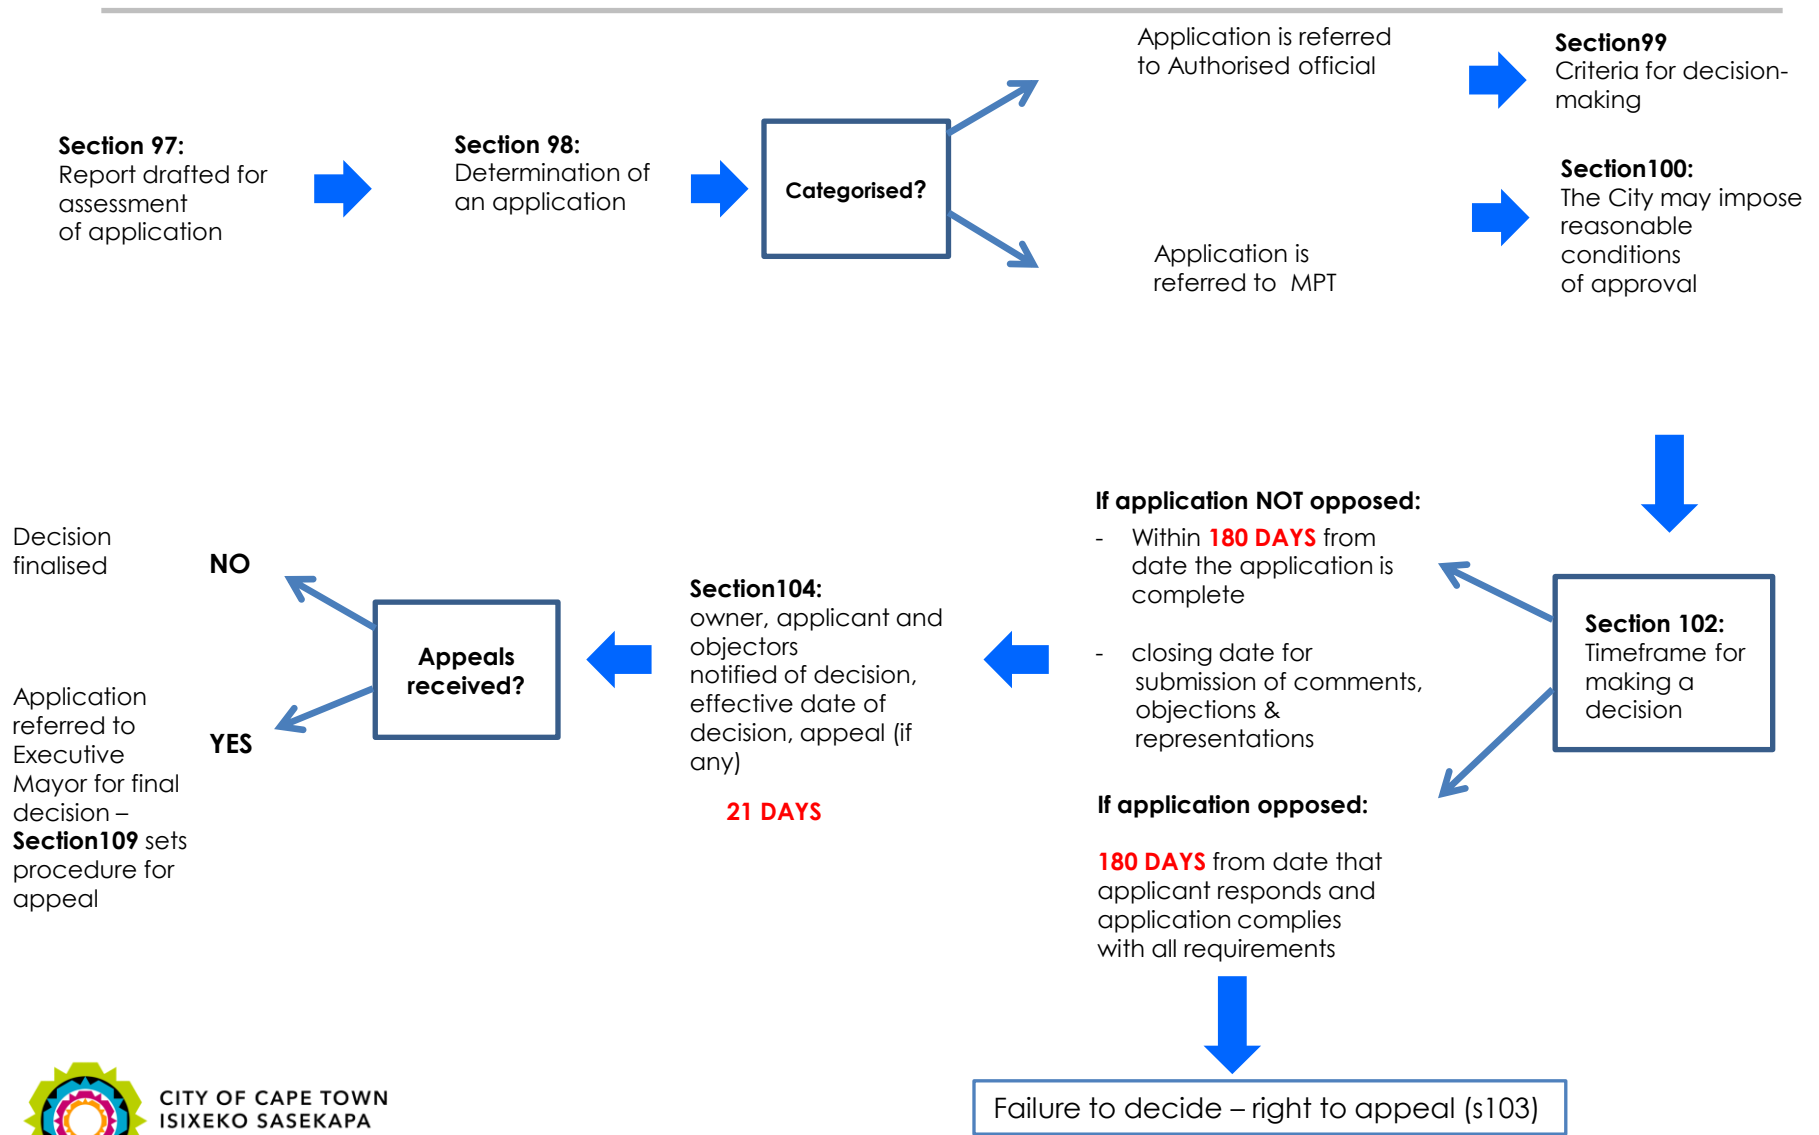 Section 97:
Report drafted for
assessment
of application
Section 98:
Determination of
an application
Categorised?
Application is referred
to Authorised official
Application is
referred to MPT
Section99
Criteria for decision-
making
Section100:
The City may impose
reasonable
conditions
of approval
Section 102:
Timeframe for
making a
decision
If application NOT opposed:
- Within 180 DAYS from
date the application is
complete
- closing date for
submission of comments,
objections &
representations
If application opposed:
180 DAYS from date that
applicant responds and
application complies
with all requirements
Failure to decide – right to appeal (s103)
Section104:
owner, applicant and
objectors
notified of decision,
effective date of
decision, appeal (if
any)
21 DAYS
Appeals
received?
NO
Decision
finalised
YES
Application
referred to
Executive
Mayor for final
decision –
Section109 sets
procedure for
appeal
CITY OF CAPE TOWN
ISIXEKO SASEKAPA